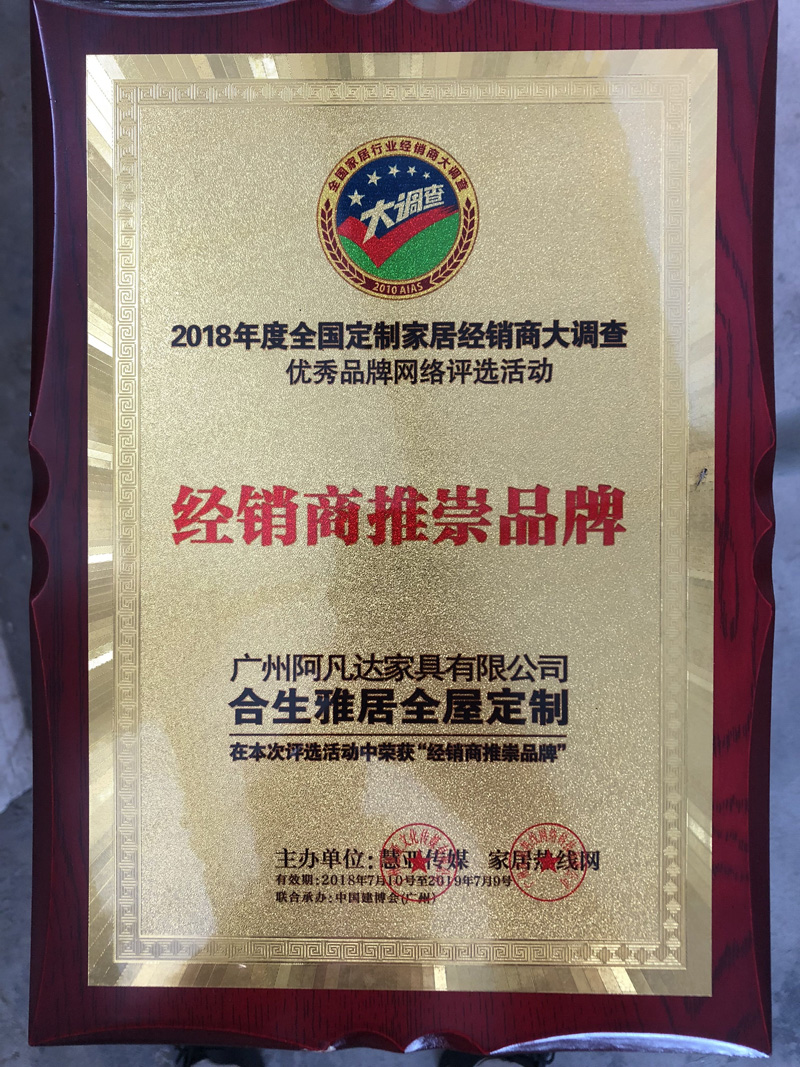 全国家居行业经销商大调查
大调查
2010 AIAS
2018年度全国定制家居经销商大调查
优秀品牌网络评选活动
经销商推崇品牌
广州阿凡达家具有限公司
合生雅居全屋定制
在本次评选活动中荣获“经销商推崇品牌”
主办单位：慧亚传媒 家居热线网
有效期：2018年7月10号至2019年7月9号
联合承办：中国建博会(广州)